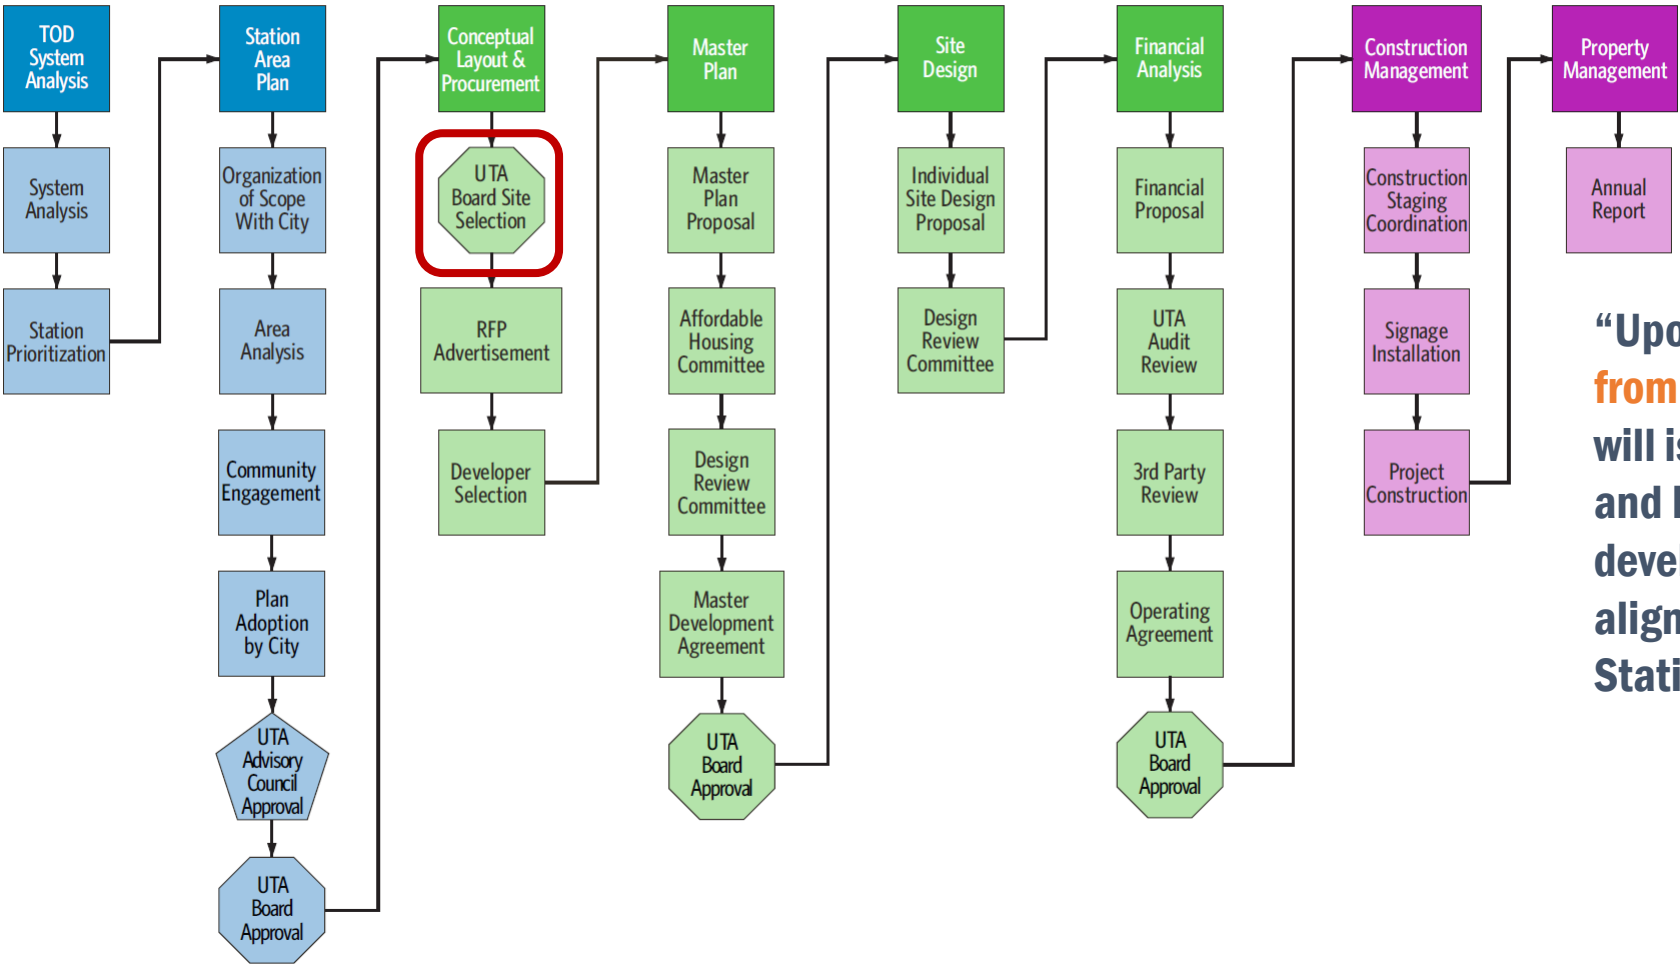 TOD
System
Analysis
System
Analysis
Station
Prioritization
Station
Area
Plan
Organization
of Scope
With City
Area
Analysis
Community
Engagement
Plan
Adoption
by City
UTA
Advisory
Council
Approval
UTA
Board
Approval
Conceptual
Layout &
Procurement
UTA
Board Site
Selection
RFP
Advertisement
Developer
Selection
Master
Plan
Master
Plan
Proposal
Affordable
Housing
Committee
Design
Review
Committee
Master
Development
Agreement
UTA
Board
Approval
Site
Design
Individual
Site Design
Proposal
Design
Review
Committee
Financial
Analysis
Financial
Proposal
UTA
Audit
Review
3rd Party
Review
Operating
Agreement
UTA
Board
Approval
Construction
Management
Construction
Staging
Coordination
Signage
Installation
Project
Construction
Property
Management
Annual
Report
from
will
and